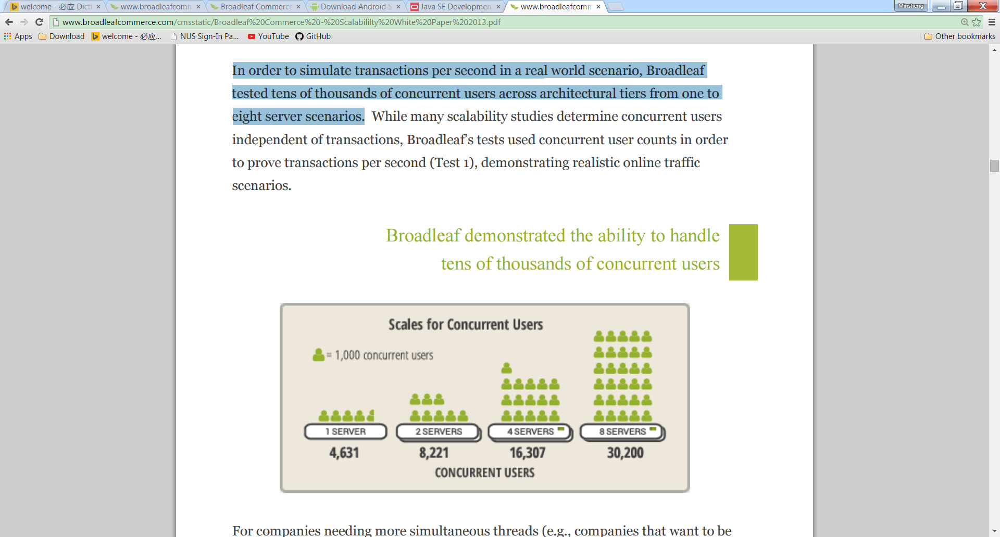 welcome - 必应 Dicti
www.broadleafcomm
Broadleaf Commerce
Download Android S
Java SE Developmen
www.broadleafcomm
Minsheng
www.broadleafcommerce.com/cmsstatic/Broadleaf%20Commerce%20-%20Scalabililty%20White%20Paper%202013.pdf
Apps
Download
welcome - 必应...
NUS Sign-In Pa...
YouTube
GitHub
Other bookmarks
In order to simulate transactions per second in a real world scenario, Broadleaf
tested tens of thousands of concurrent users across architectural tiers from one to
eight server scenarios. While many scalability studies determine concurrent users
independent of transactions, Broadleaf’s tests used concurrent user counts in order
to prove transactions per second (Test 1), demonstrating realistic online traffic
scenarios.
Broadleaf demonstrated the ability to handle
tens of thousands of concurrent users
Scales for Concurrent Users
= 1,000 concurrent users
1 SERVER
2 SERVERS
4 SERVERS
8 SERVERS
4,631
8,221
16,307
30,200
CONCURRENT USERS
For companies needing more simultaneous threads (e.g., companies that want to be